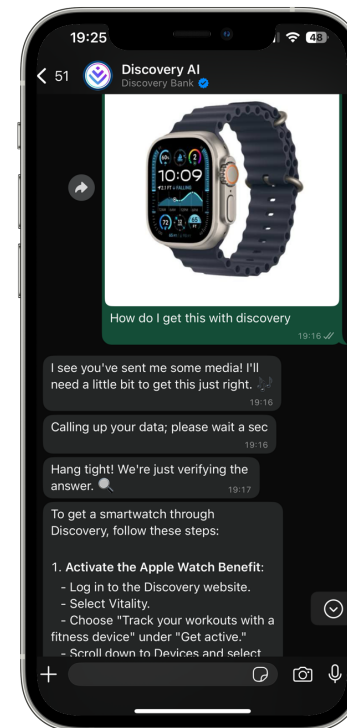 19:25
48
51
Discovery AI
Discovery Bank
10:09
How do I get this with discovery
19:16
I see you've sent me some media! I'll
need a little bit to get this just right.
19:16
Calling up your data; please wait a sec
19:16
Hang tight! We're just verifying the
answer.
19:17
To get a smartwatch through
Discovery, follow these steps:
1. Activate the Apple Watch Benefit:
- Log in to the Discovery website.
- Select Vitality.
- Choose "Track your workouts with a
fitness device" under "Get active."
- Scroll down to Devices and select